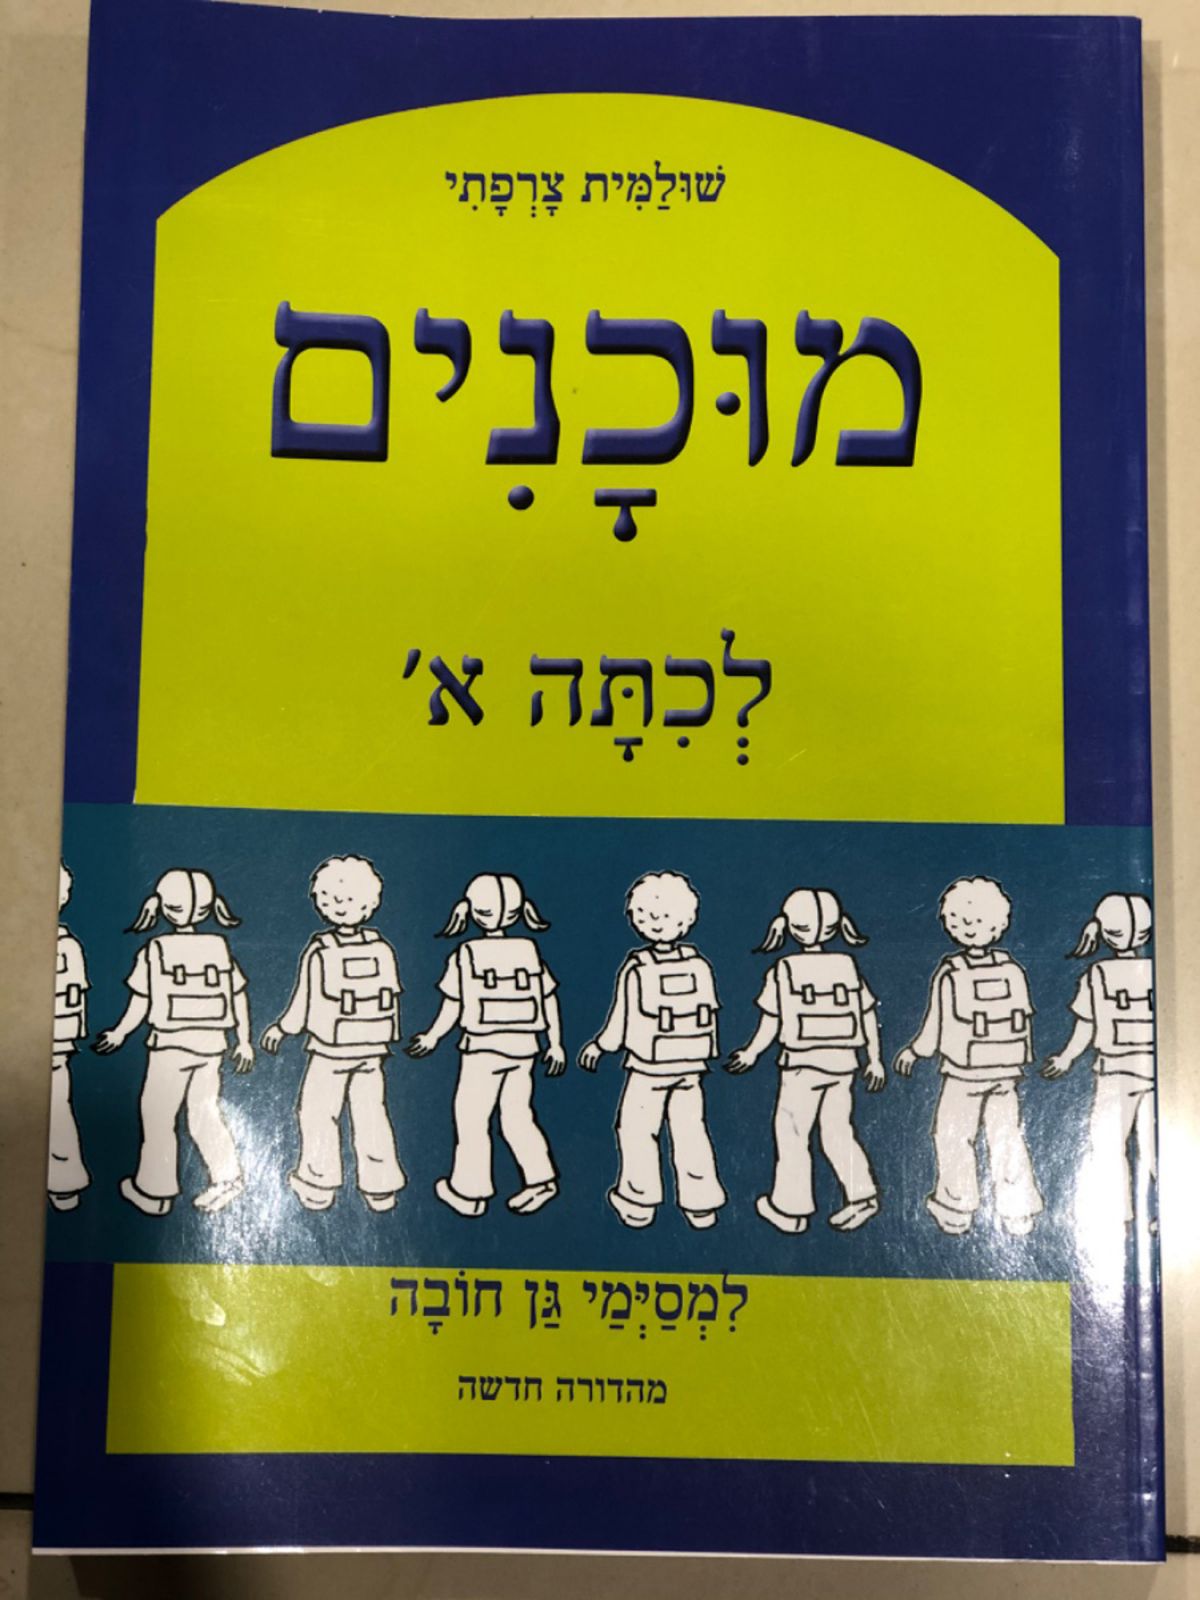 שׁוּלַמִּית צָרְפָתִי
מוּכָנִים
לְכִתָּה א'
לִמְסַיְּמֵי גַּן חוֹבָה
מהדורה חדשה